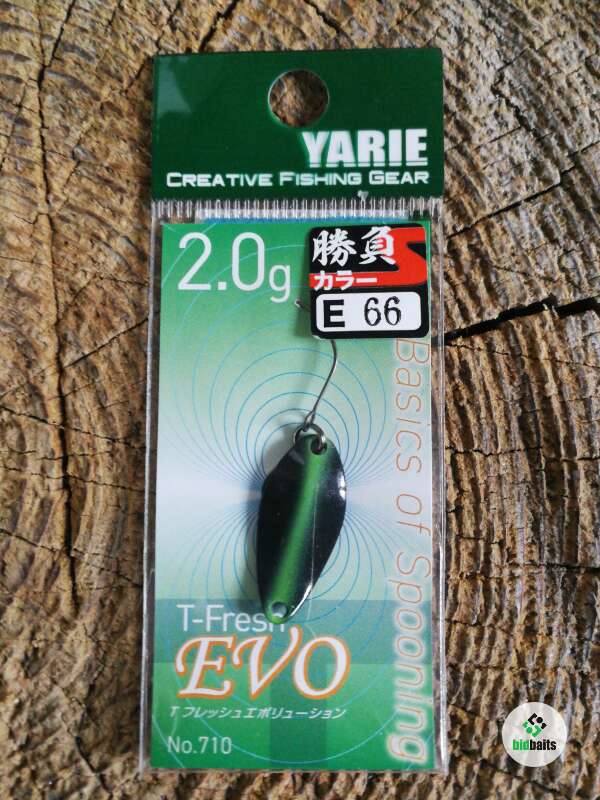 YARIE
CREATIVE FISHING GEAR
2.0g
勝負
カラー
S
E 66
Basics of Spooning
T-Fresh
EVO
T フレッシュエボリューション
No.710
bidbaits